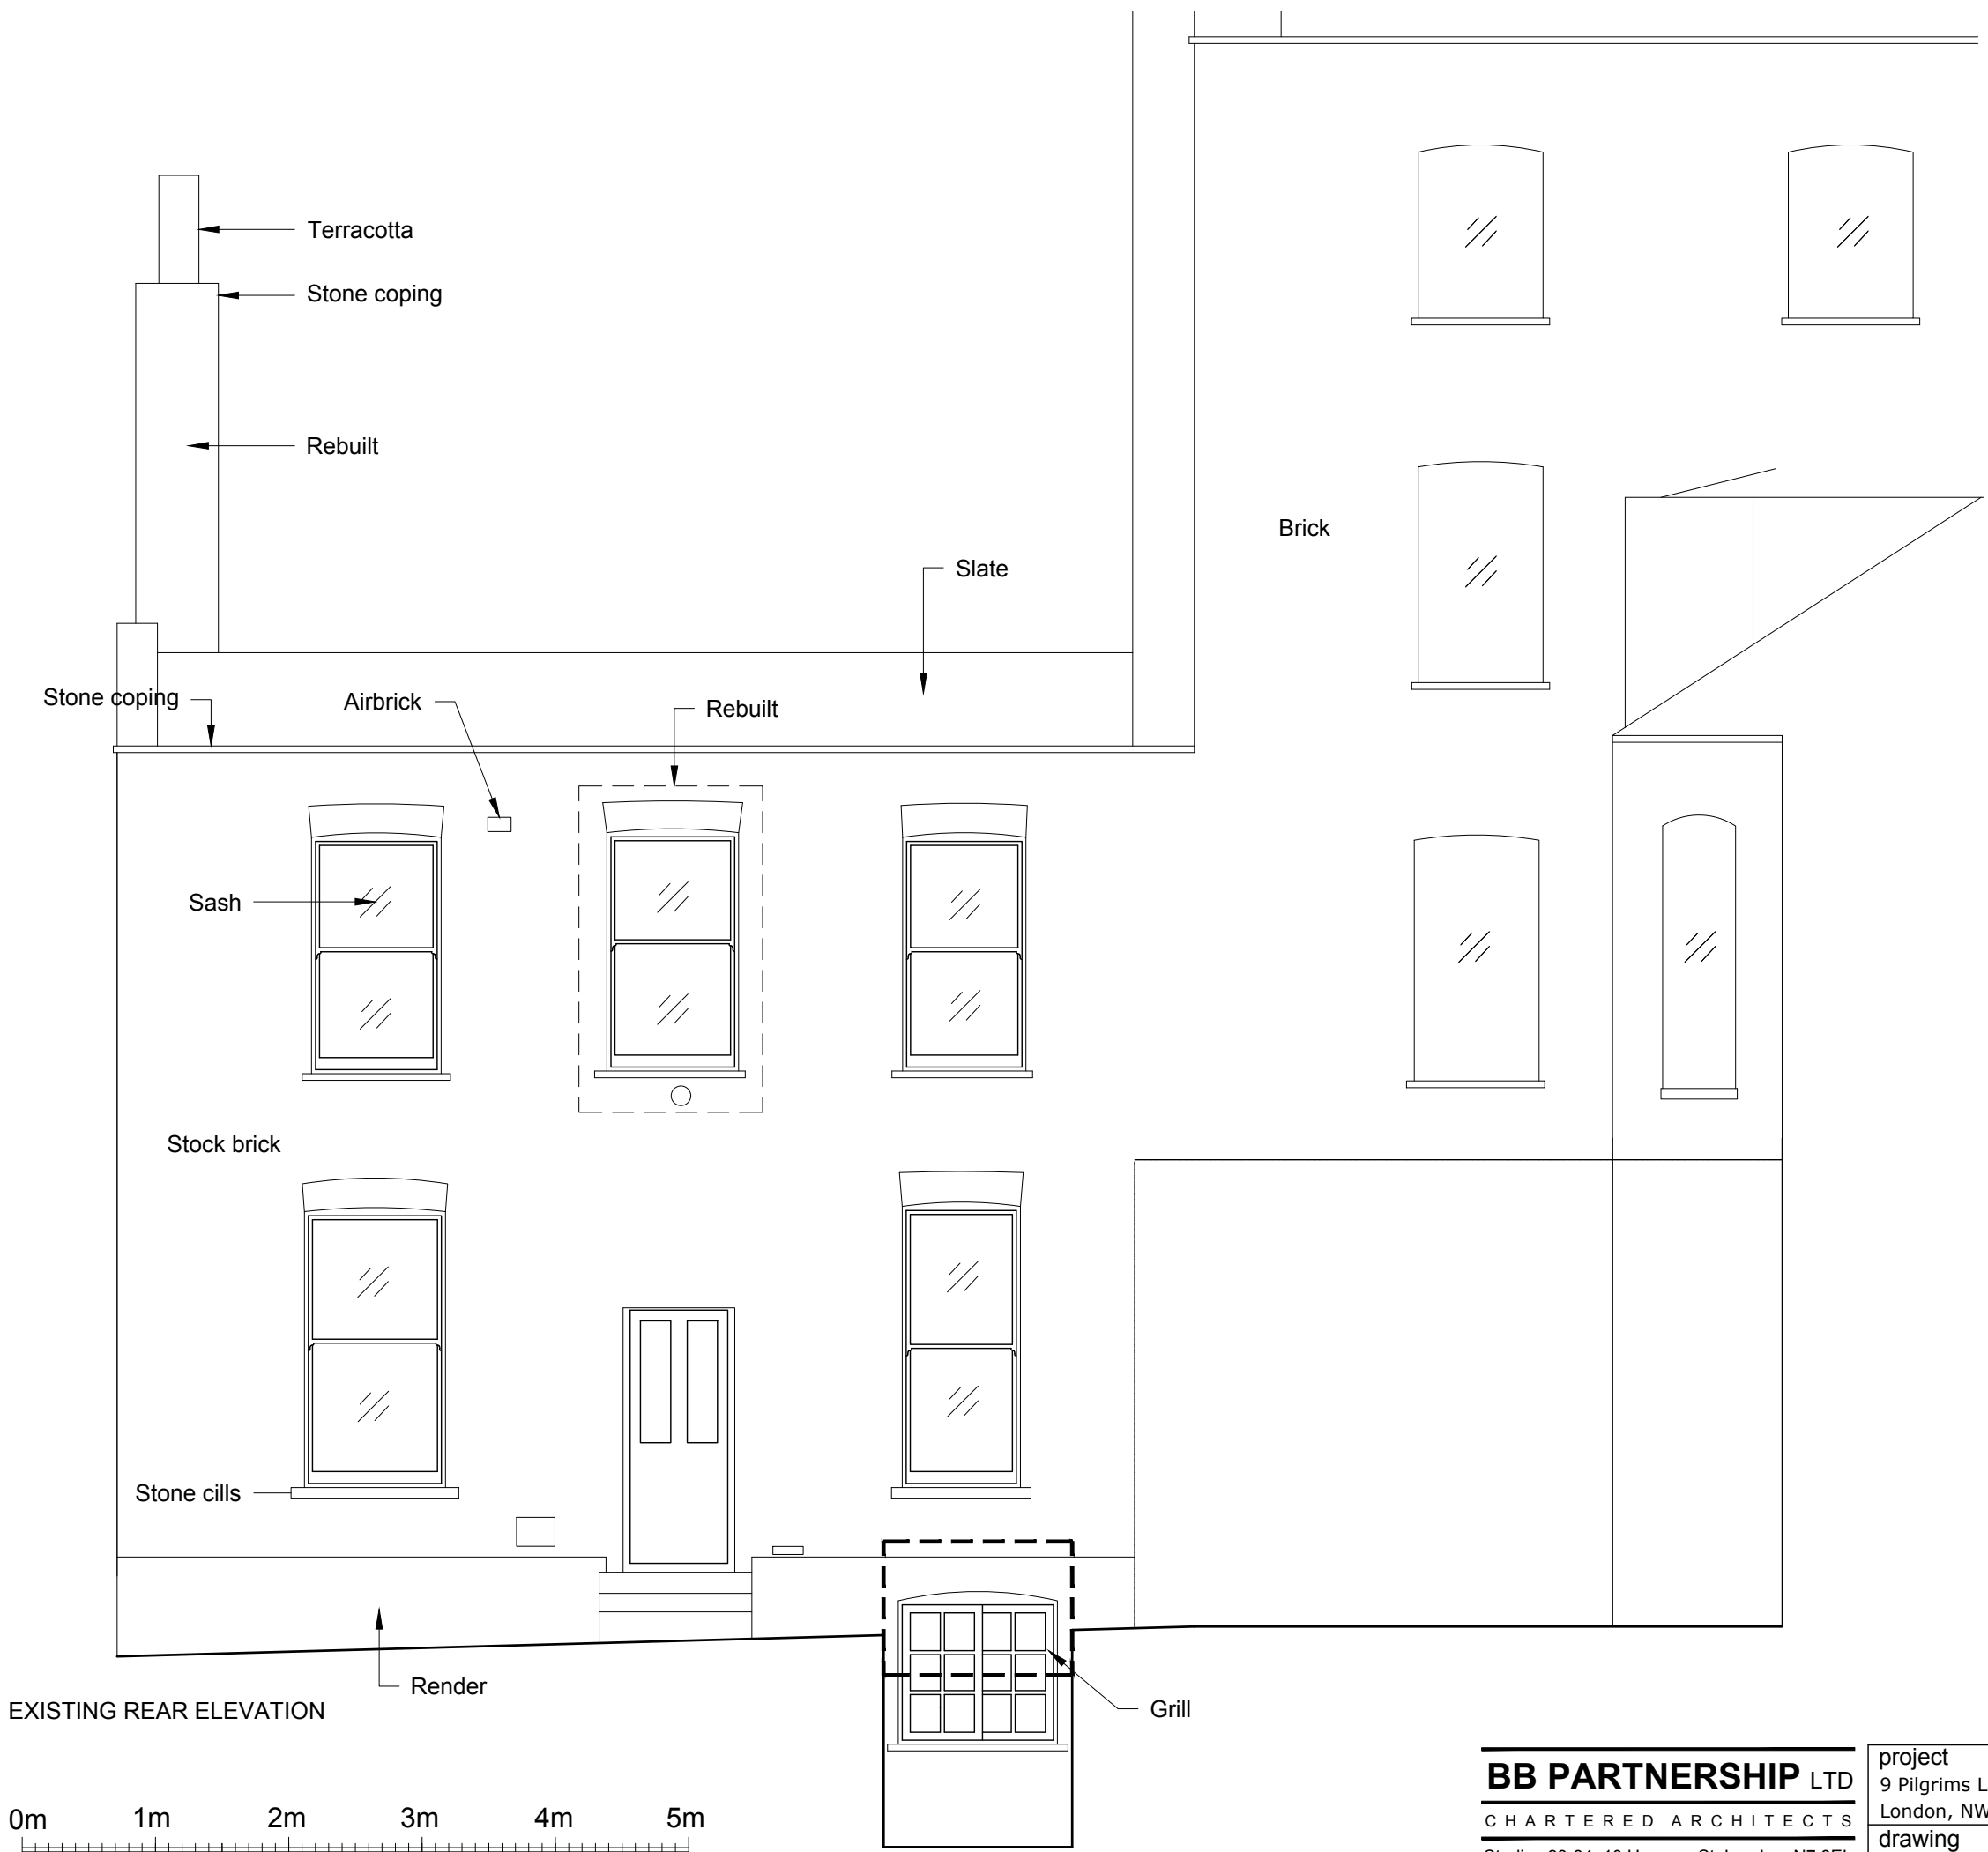 Terracotta
Stone coping
Rebuilt
Brick
Slate
Stone coping
Airbrick
Rebuilt
Sash
Stock brick
Stone cills
Render
Grill
EXISTING REAR ELEVATION
0m 1m 2m 3m 4m 5m
BB PARTNERSHIP LTD
CHARTERED ARCHITECTS
project
9 Pilgrims L
London, NW
drawing